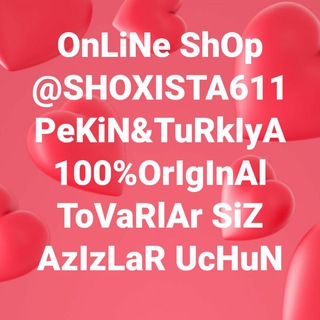 OnLiNe ShOp
@SHOXISTA611
PeKiN&TuRkIyA
100%OrIgInAl
ToVaRlAr SiZ
AzIzLaR UcHuN